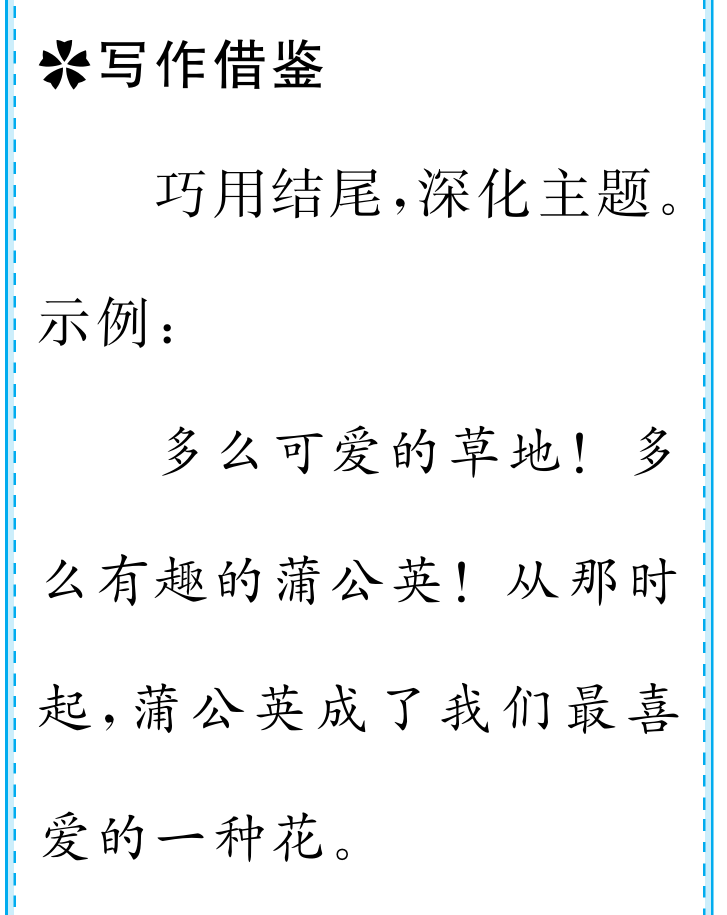 写作借鉴
巧用结尾,深化主题。
示例:
多么可爱的草地! 多
么有趣的蒲公英! 从那时
起,蒲公英成了我们最喜
爱的一种花。